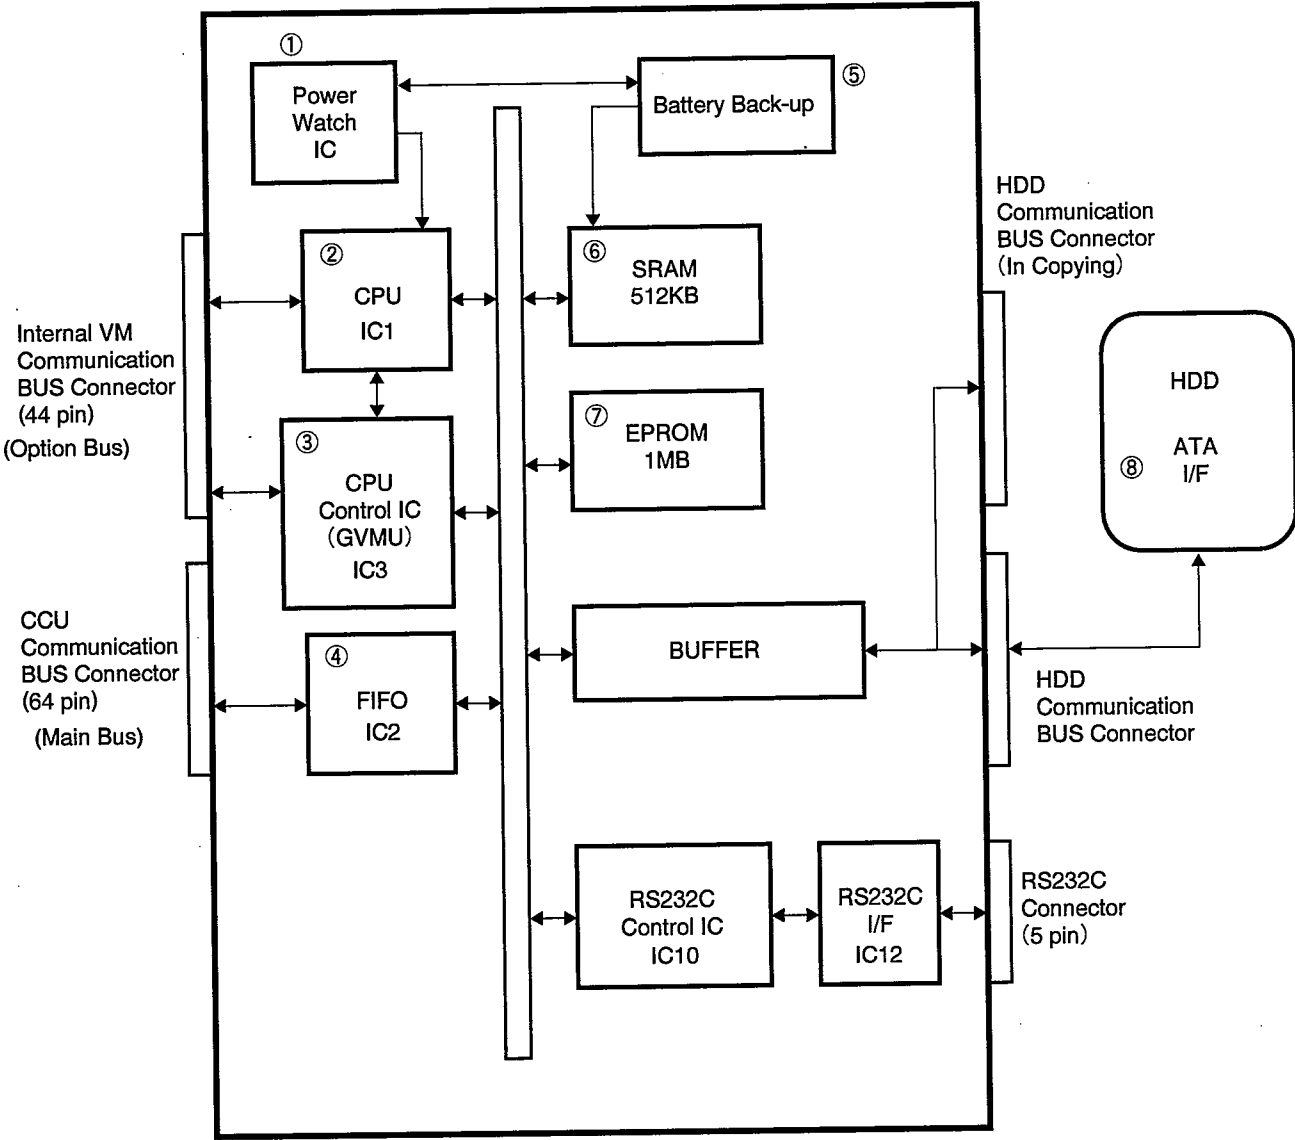 ①
Power
Watch
IC
Battery Back-up
⑤
②
CPU
IC1
⑥
SRAM
512KB
HDD
Communication
BUS Connector
(In Copying)
Internal VM
Communication
BUS Connector
(44 pin)
(Option Bus)
③
CPU
Control IC
(GVMU)
IC3
⑦
EPROM
1MB
HDD
⑧
ATA
I/F
CCU
Communication
BUS Connector
(64 pin)
(Main Bus)
④
FIFO
IC2
BUFFER
HDD
Communication
BUS Connector
RS232C
Control IC
IC10
RS232C
I/F
IC12
RS232C
Connector
(5 pin)